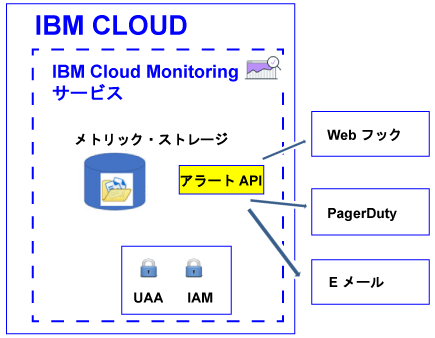 IBM CLOUD
IBM Cloud Monitoring
サービス
メトリック・ストレージ
アラート API
UAA
IAM
Web フック
PagerDuty
E メール